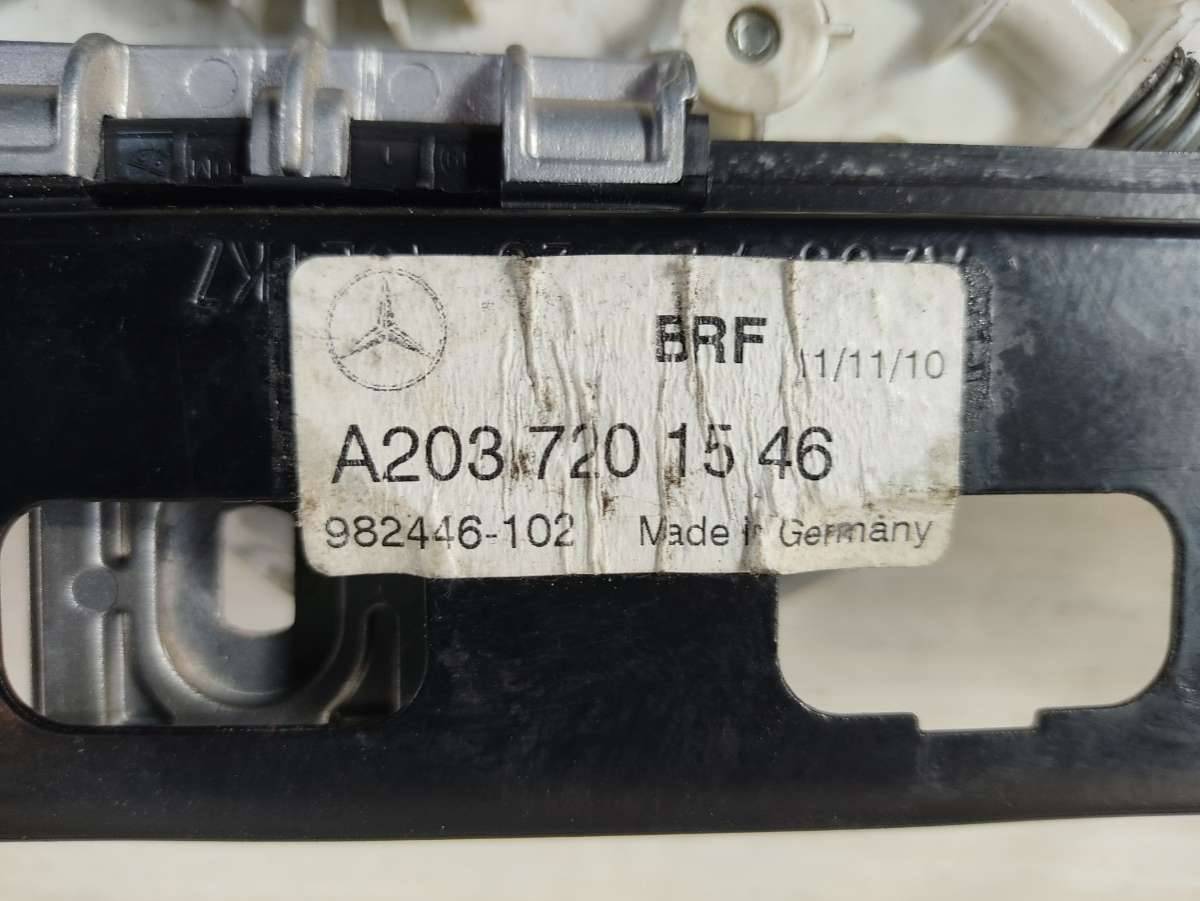 BRF 11/11/10
A203 720 15 46
982446-102 Made in Germany